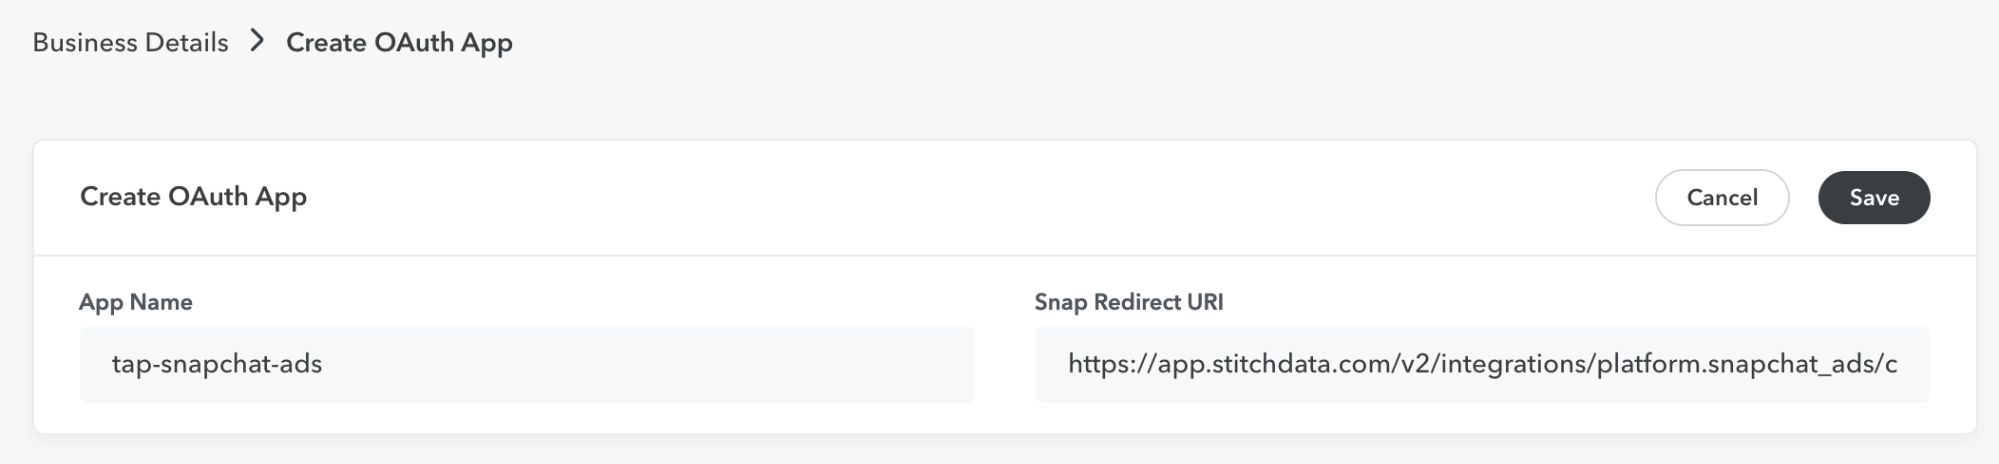 Business Details > Create OAuth App
Create OAuth App
Cancel
Save
App Name
Snap Redirect URI
tap-snapchat-ads
https://app.stitchdata.com/v2/integrations/platform.snapchat_ads/c